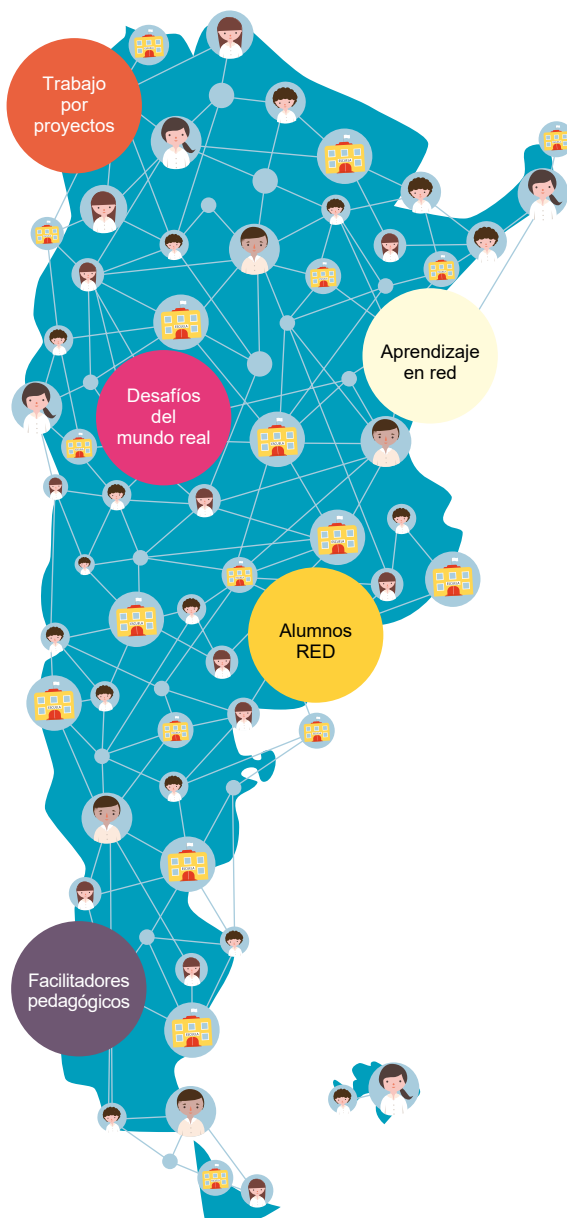 Trabajo
por
proyectos
Aprendizaje
en red
Desafíos
del
mundo real
Alumnos
RED
Facilitadores
pedagógicos